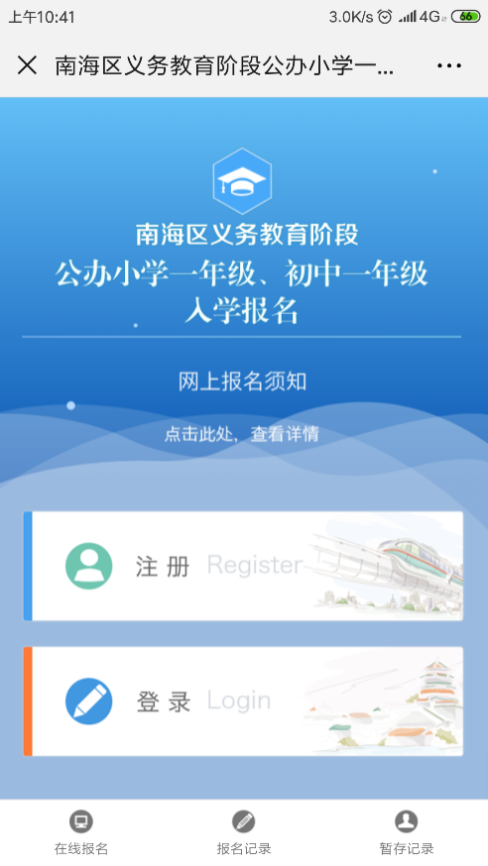 上午10:41 3.0K/s 4G 66
南海区义务教育阶段公办小学一...
南海区义务教育阶段
公办小学一年级、初中一年级
入学报名
网上报名须知
点击此处，查看详情
注 册 Register
登 录 Login
在线报名 报名记录 暂存记录